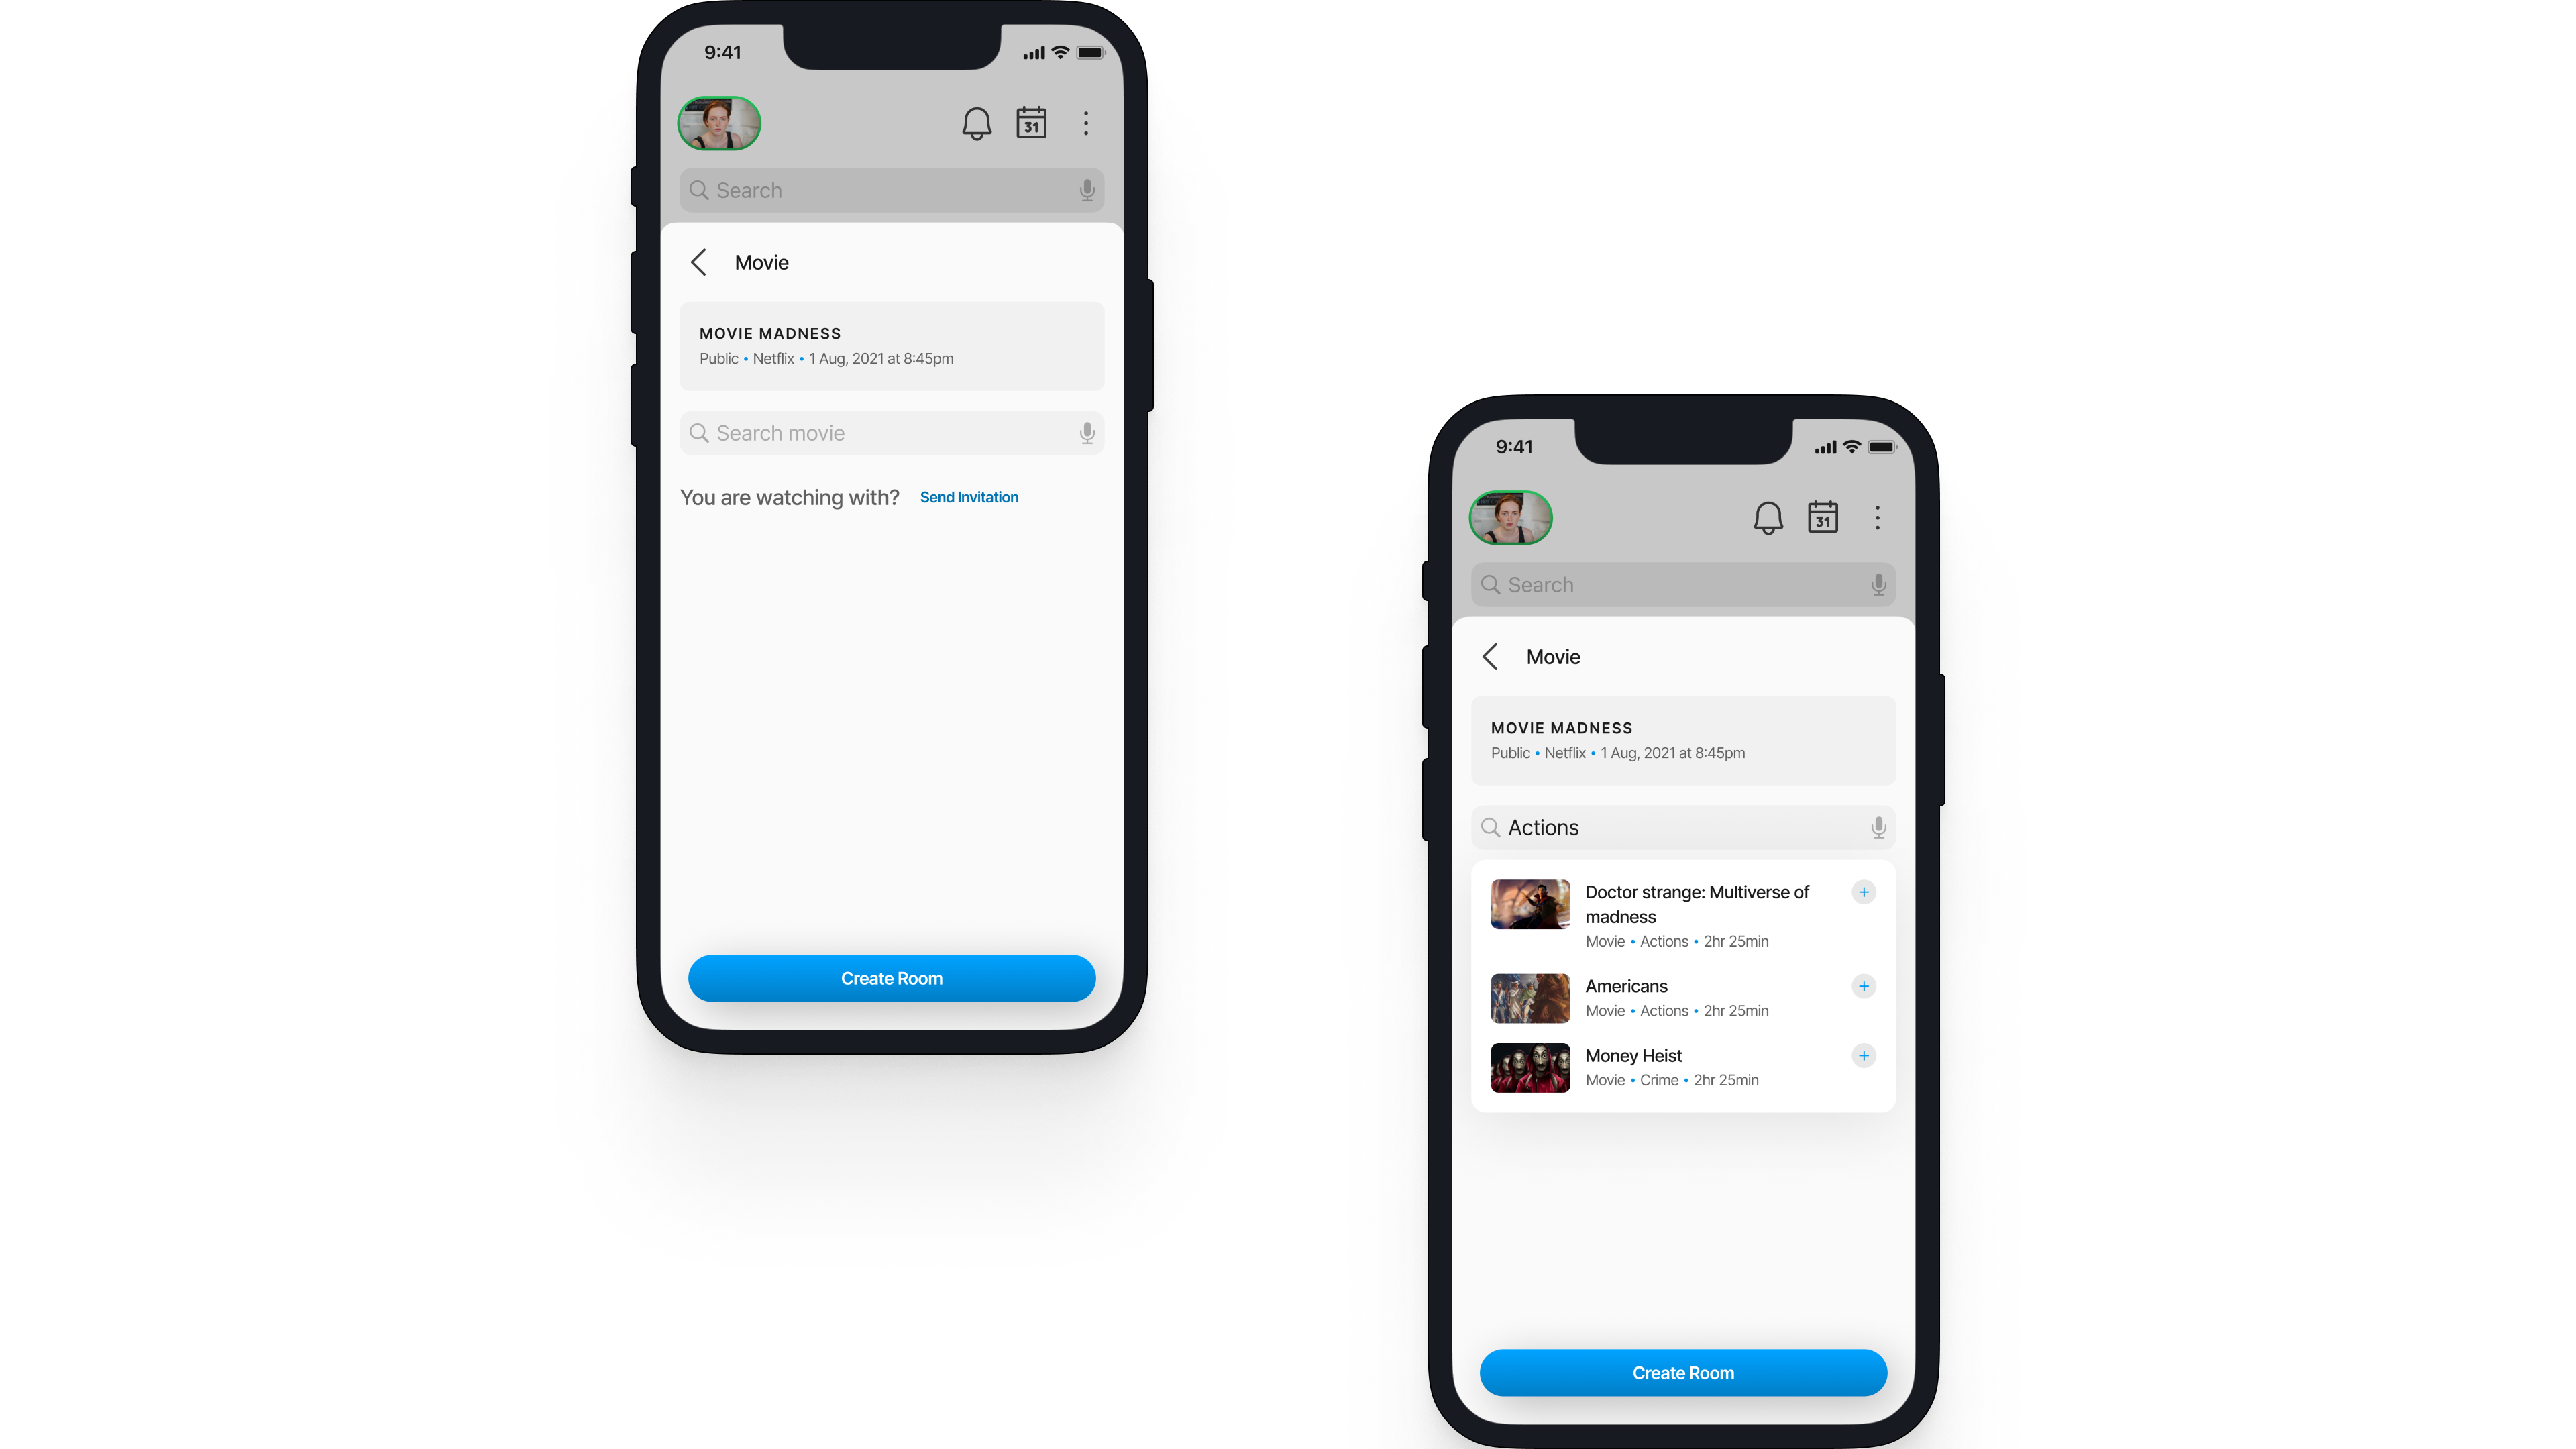 9:41
31
Search
Movie
MOVIE MADNESS
Public • Netflix • 1 Aug, 2021 at 8:45pm
Search movie
You are watching with? Send Invitation
Create Room
9:41
31
Search
Movie
MOVIE MADNESS
Public • Netflix • 1 Aug, 2021 at 8:45pm
Actions
Doctor strange: Multiverse of
madness
Movie • Actions • 2hr 25min
Americans
Movie • Actions • 2hr 25min
Money Heist
Movie • Crime • 2hr 25min
Create Room